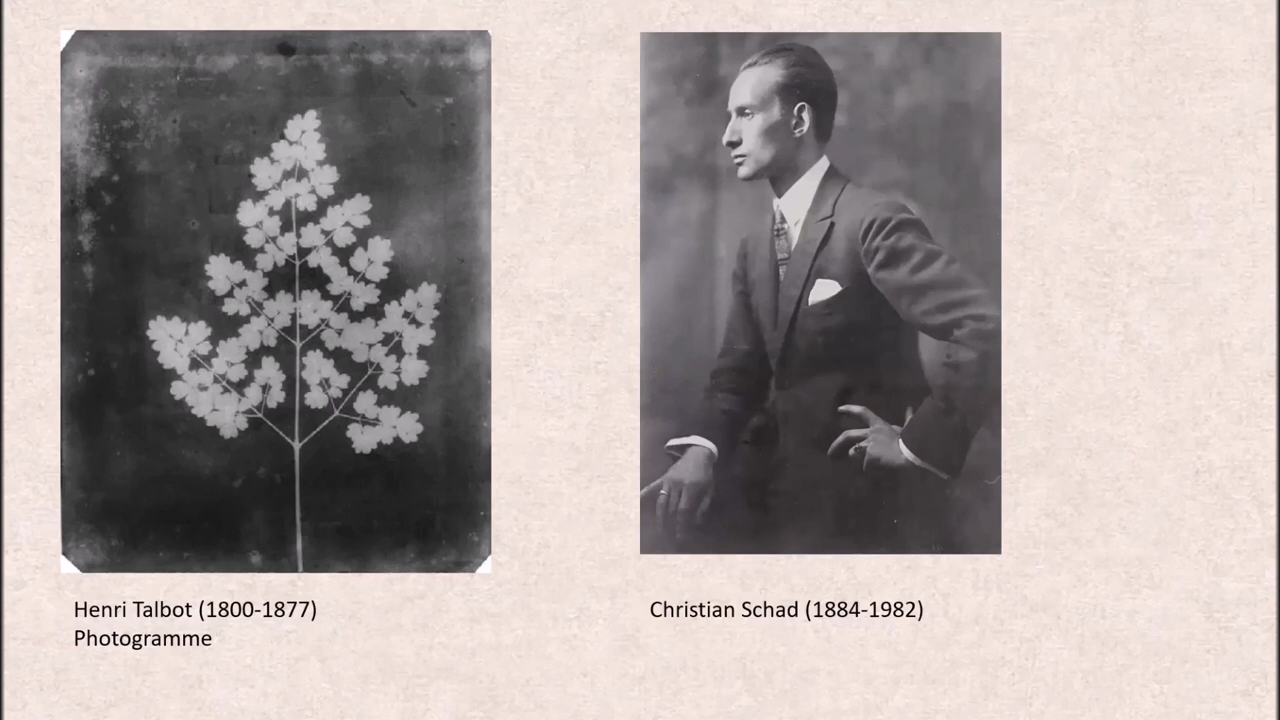 Henri Talbot (1800-1877)
Photogramme
Christian Schad (1884-1982)